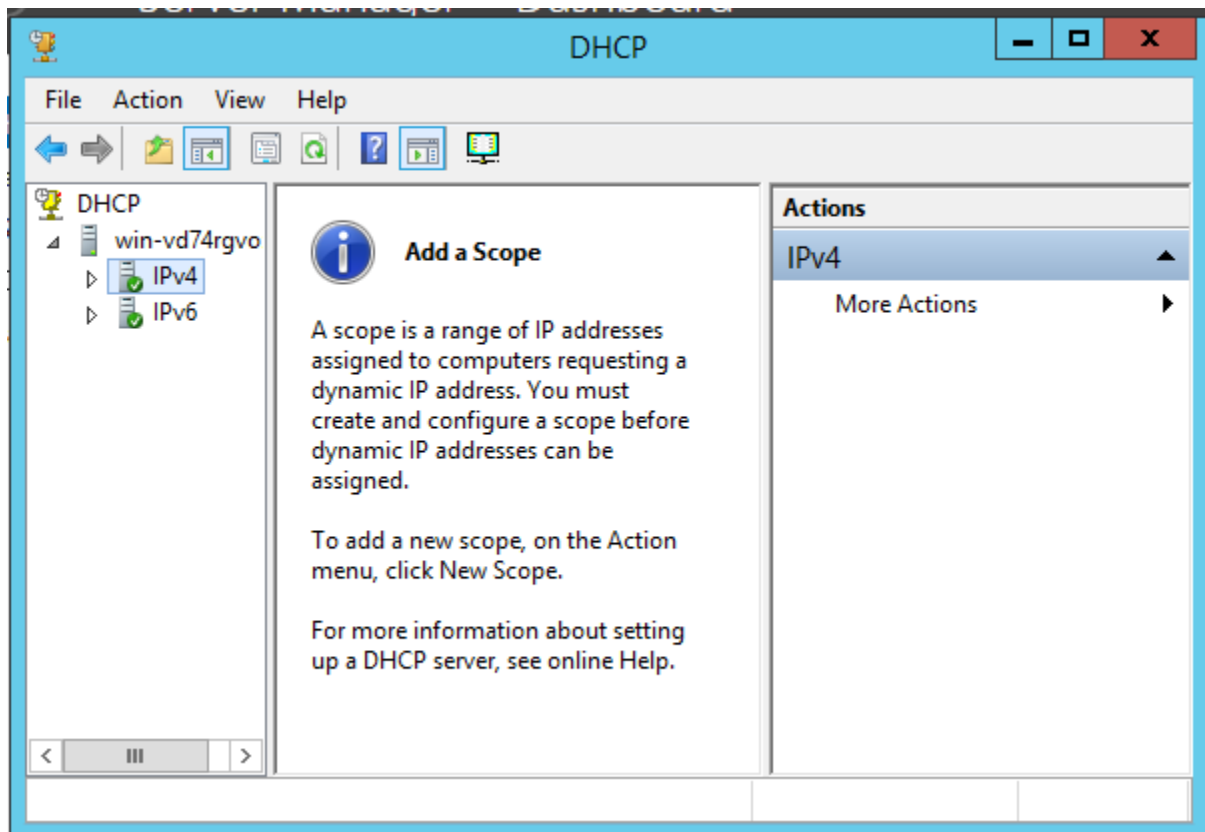 Server Manager Dashboard
DHCP
File Action View Help
DHCP
win-vd74rgvo
IPv4
IPv6
Add a Scope
A scope is a range of IP addresses
assigned to computers requesting a
dynamic IP address. You must
create and configure a scope before
dynamic IP addresses can be
assigned.
To add a new scope, on the Action
menu, click New Scope.
For more information about setting
up a DHCP server, see online Help.
Actions
IPv4
More Actions